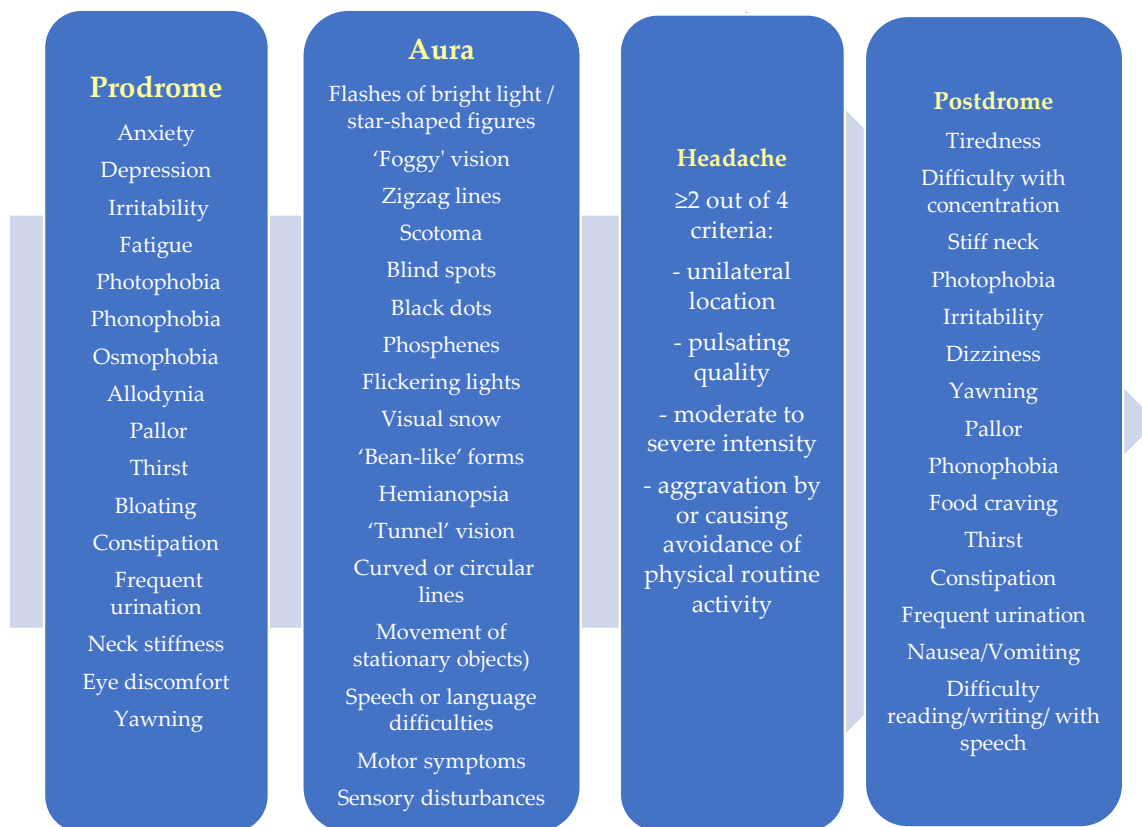 Prodrome
Anxiety
Depression
Irritability
Fatigue
Photophobia
Phonophobia
Osmophobia
Allodynia
Pallor
Thirst
Bloating
Constipation
Frequent
urination
Neck stiffness
Eye discomfort
Yawning
Aura
Flashes of bright light /
star-shaped figures
‘Foggy' vision
Zigzag lines
Scotoma
Blind spots
Black dots
Phosphenes
Flickering lights
Visual snow
‘Bean-like’ forms
Hemianopsia
‘Tunnel’ vision
Curved or circular
lines
Movement of
stationary objects)
Speech or language
difficulties
Motor symptoms
Sensory disturbances
Headache
≥2 out of 4
criteria:
- unilateral
location
- pulsating
quality
- moderate to
severe intensity
- aggravation by
or causing
avoidance of
physical routine
activity
Postdrome
Tiredness
Difficulty with
concentration
Stiff neck
Photophobia
Irritability
Dizziness
Yawning
Pallor
Phonophobia
Food craving
Thirst
Constipation
Frequent urination
Nausea/Vomiting
Difficulty
reading/writing/ with
speech